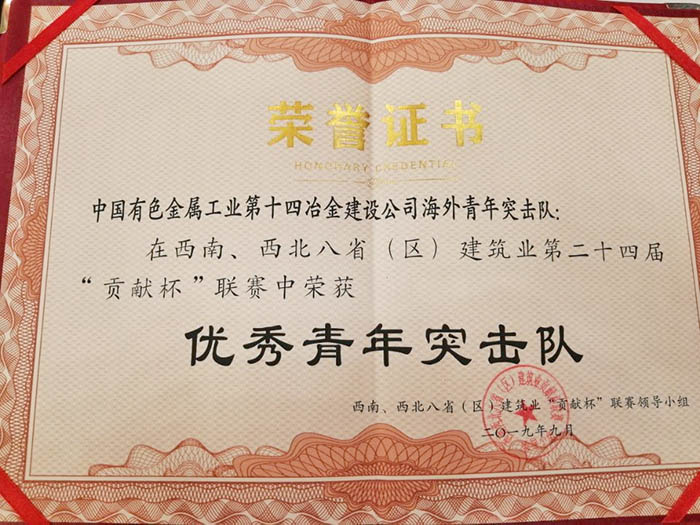 荣誉证书
HONORARY CREDENTIAL
中国有色金属工业第十四冶金建设公司海外青年突击队：
在西南、西北八省（区）建筑业第二十四届
“贡献杯”联赛中荣获
优秀青年突击队
西南、西北八省（区）建筑业“贡献杯”联赛领导小组
二〇一九年九月